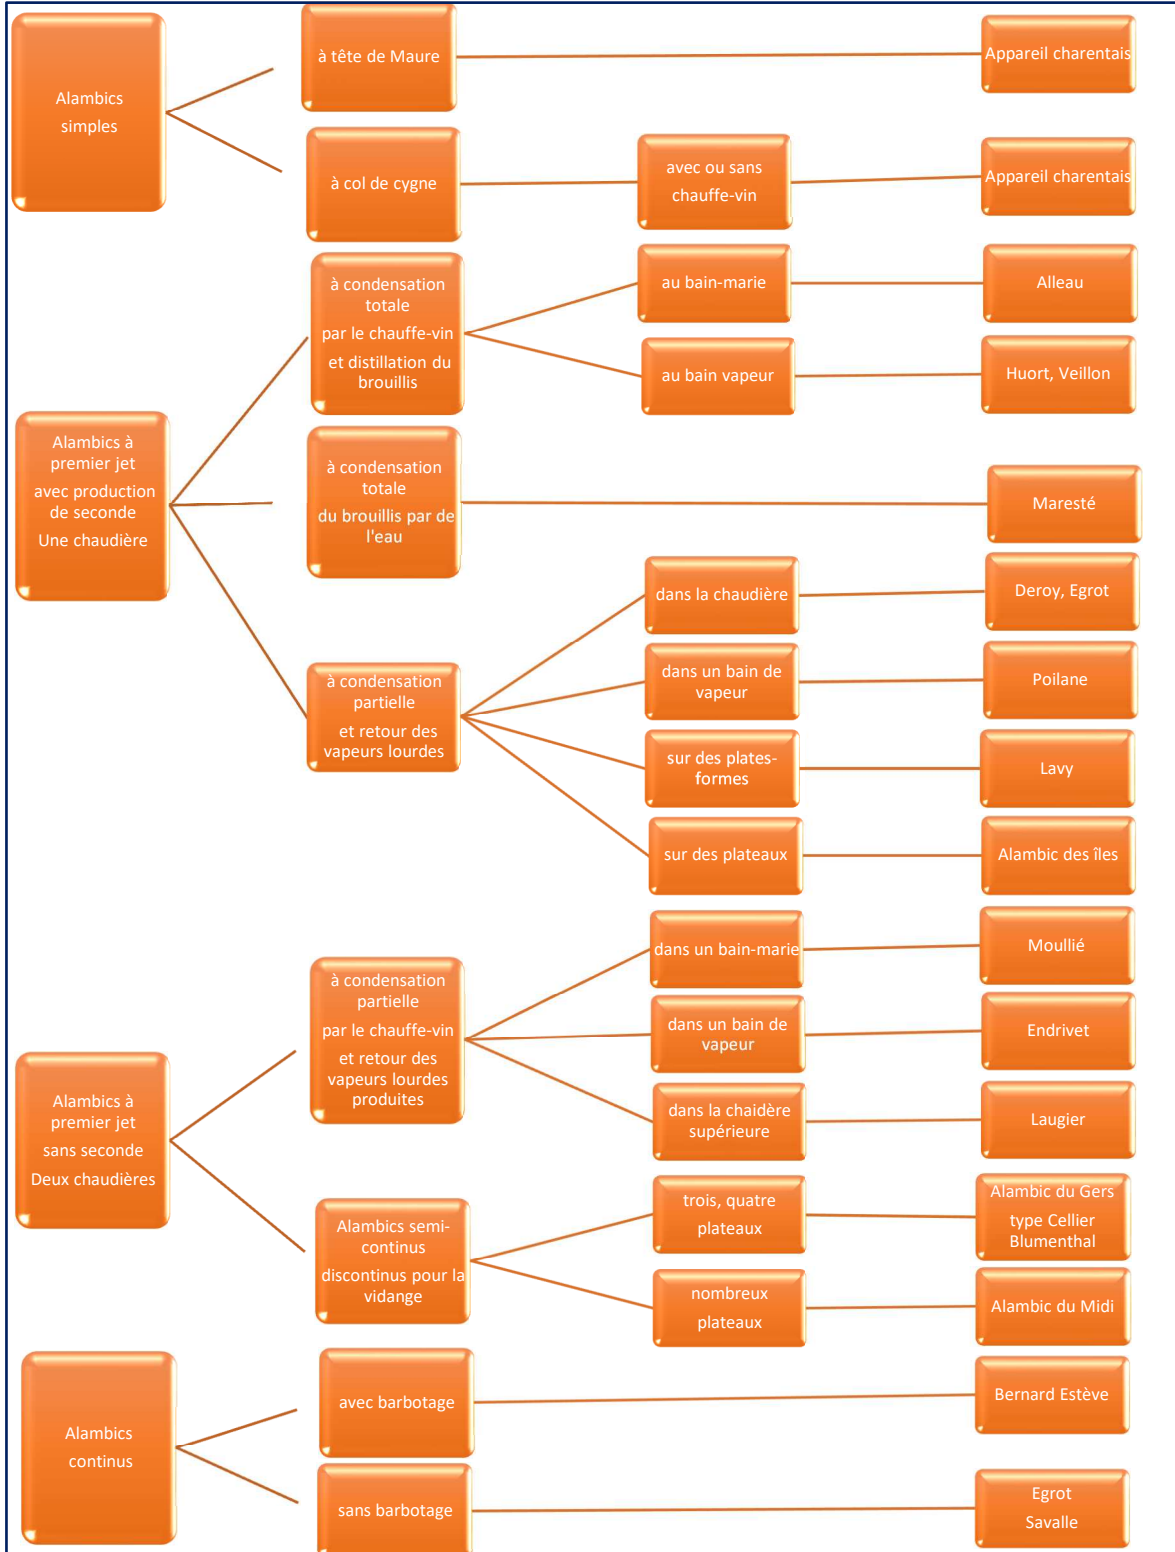 Alambics
simples
à tête de Maure
Appareil charentais
à col de cygne
avec ou sans
chauffe-vin
Appareil charentais
Alambics à
premier jet
avec production
de seconde
Une chaudière
à condensation
totale
par le chauffe-vin
et distillation du
brouillis
au bain-marie
Alleau
au bain vapeur
Huort, Veillon
à condensation
totale
du brouillis par de
l'eau
Maresté
à condensation
partielle
et retour des
vapeurs lourdes
dans la chaudière
Deroy, Egrot
dans un bain de
vapeur
Poilane
sur des plates-
formes
Lavy
sur des plateaux
Alambic des îles
Alambics à
premier jet
sans seconde
Deux chaudières
à condensation
partielle
par le chauffe-vin
et retour des
vapeurs lourdes
produites
dans un bain-marie
Moullié
dans un bain de
vapeur
Endrivet
dans la chaidère
supérieure
Laugier
Alambics semi-
continus
discontinus pour la
vidange
trois, quatre
plateaux
Alambic du Gers
type Cellier
Blumenthal
nombreux
plateaux
Alambic du Midi
Alambics
continus
avec barbotage
Bernard Estève
sans barbotage
Egrot
Savalle